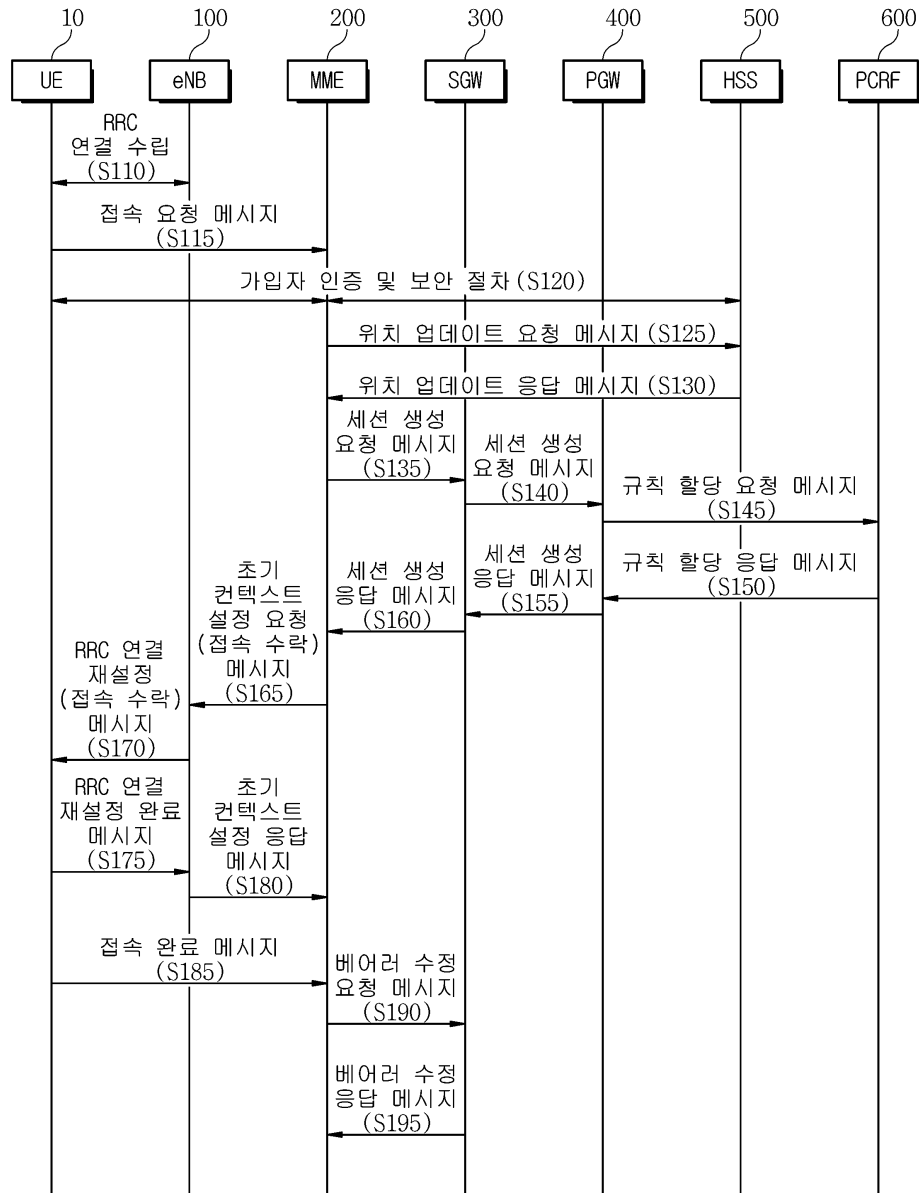 10
100
200
300
400
500
600
UE
eNB
MME
SGW
PGW
HSS
PCRF
RRC
연결 수립
(S110)
접속 요청 메시지
(S115)
가입자 인증 및 보안 절차(S120)
위치 업데이트 요청 메시지(S125)
위치 업데이트 응답 메시지(S130)
세션 생성
요청 메시지
(S135)
세션 생성
요청 메시지
(S140)
규칙 할당 요청 메시지
(S145)
규칙 할당 응답 메시지
(S150)
세션 생성
응답 메시지
(S155)
세션 생성
응답 메시지
(S160)
초기
컨텍스트
설정 요청
(접속 수락)
메시지
(S165)
RRC 연결
재설정
(접속 수락)
메시지
(S170)
RRC 연결
재설정 완료
메시지
(S175)
초기
컨텍스트
설정 응답
메시지
(S180)
접속 완료 메시지
(S185)
베어러 수정
요청 메시지
(S190)
베어러 수정
응답 메시지
(S195)